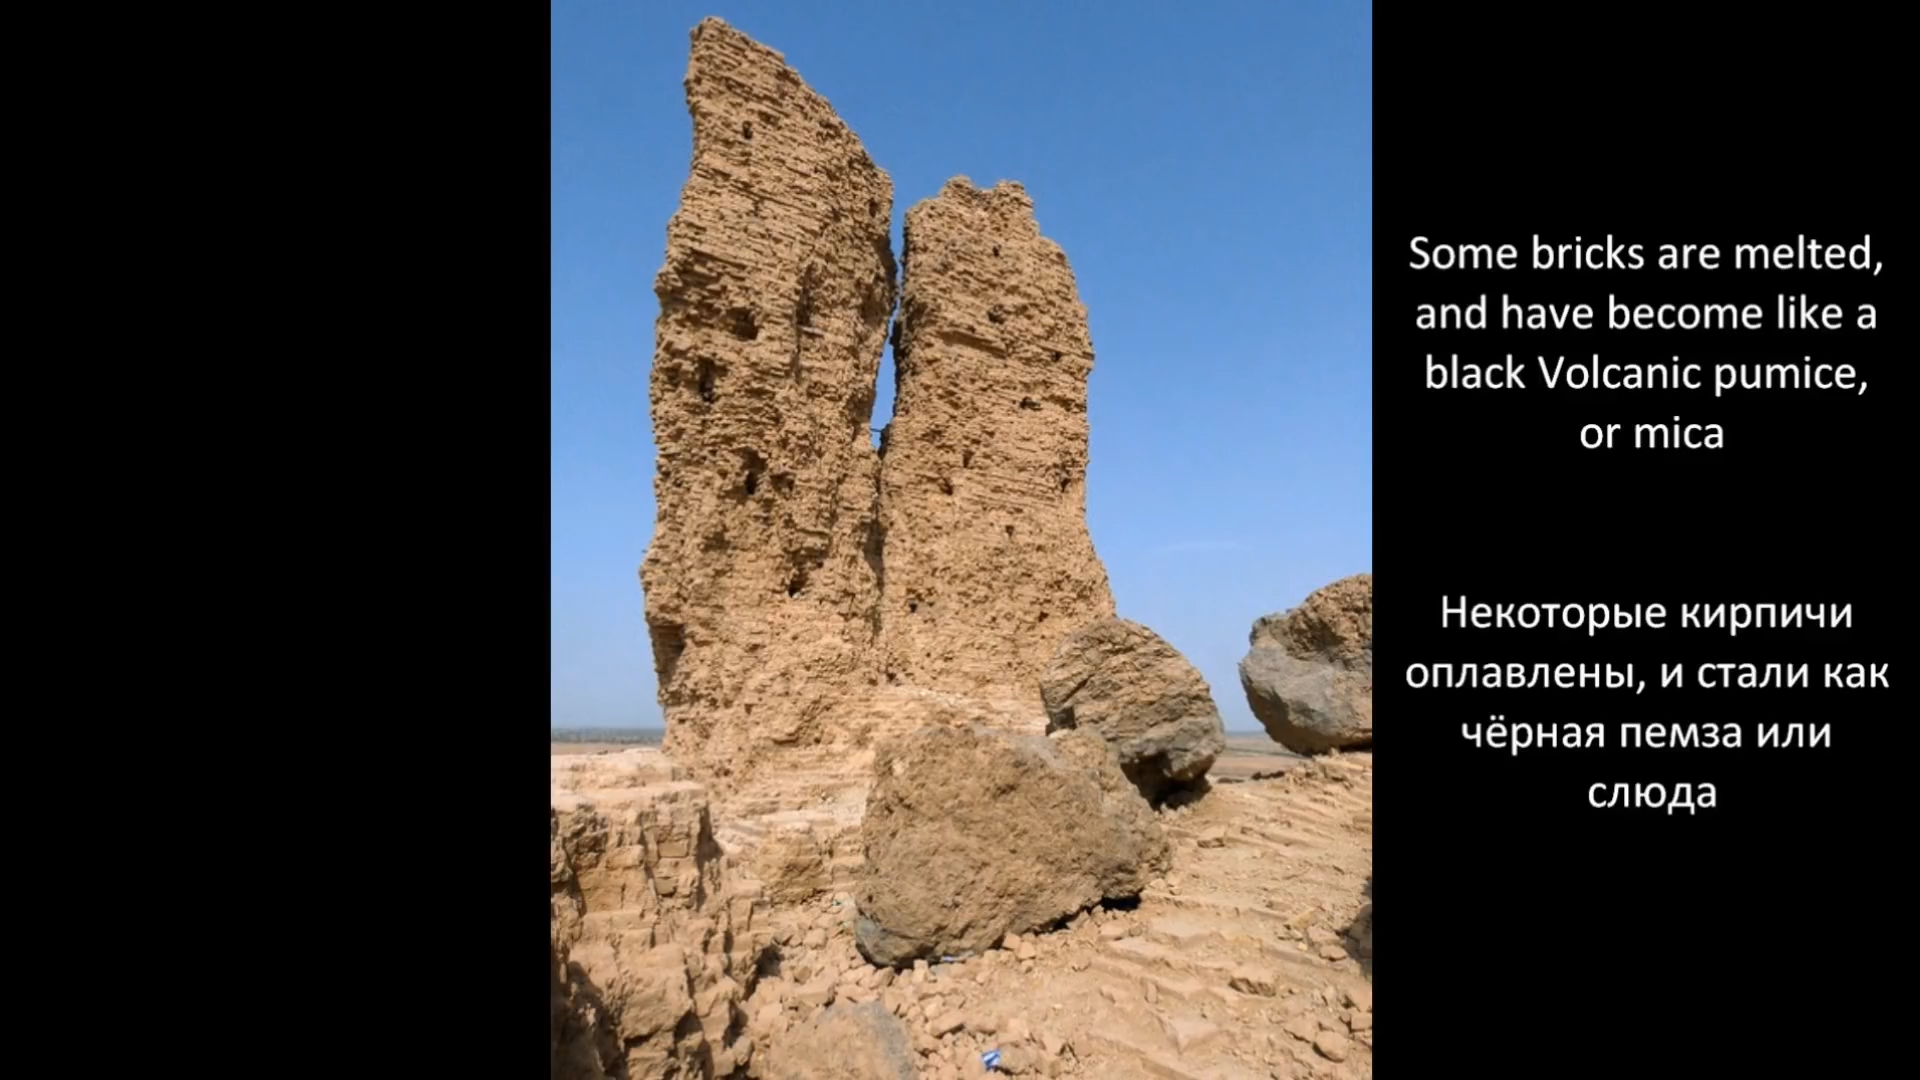 Some bricks are melted,
and have become like a
black Volcanic pumice,
or mica
Некоторые кирпичи
оплавлены, и стали как
чёрная пемза или
слюда